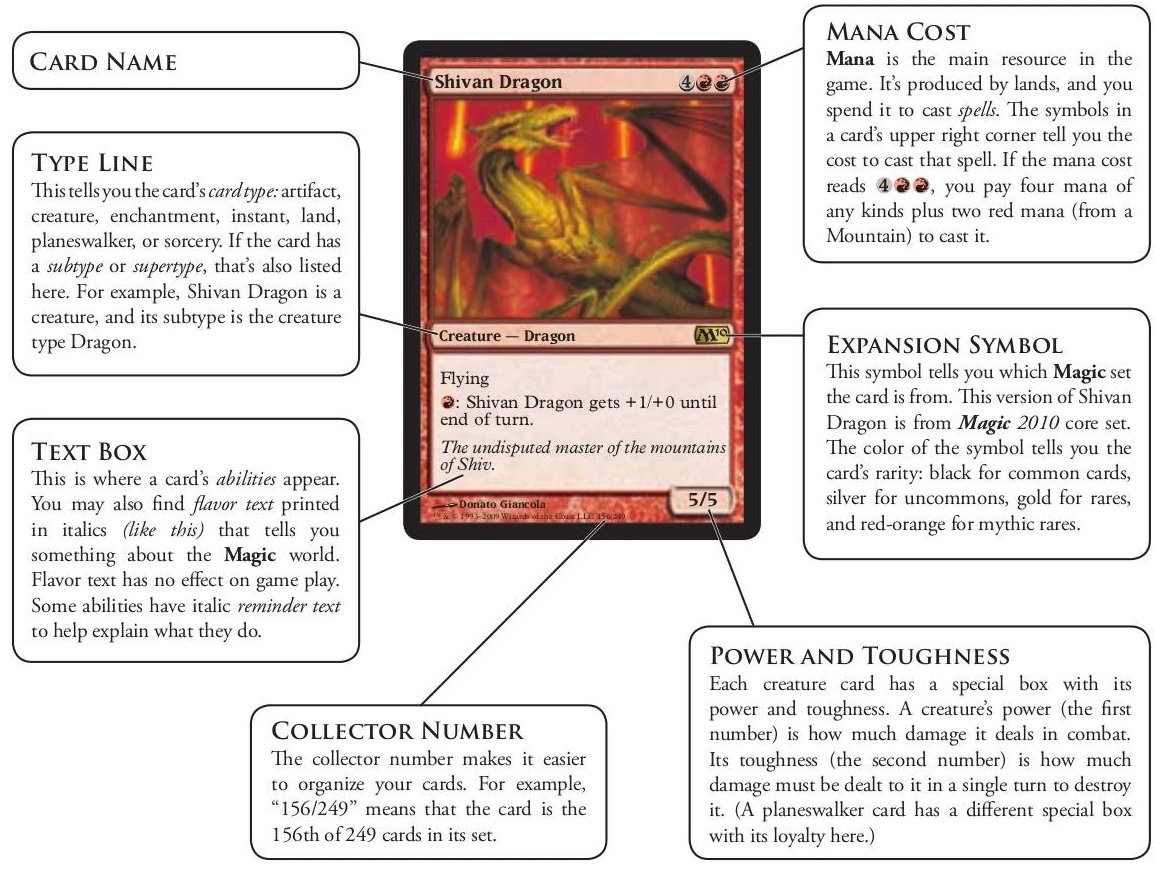 CARD NAME
TYPE LINE
This tells you the card's card type: artifact,
creature, enchantment, instant, land,
planeswalker, or sorcery. If the card has
a subtype or supertype, that's also listed
here. For example, Shivan Dragon is a
creature, and its subtype is the creature
type Dragon.
TEXT BOX
This is where a card's abilities appear.
You may also find flavor text printed
in italics (like this) that tells you
something about the Magic world.
Flavor text has no effect on game play.
Some abilities have italic reminder text
to help explain what they do.
Shivan Dragon 4
Creature — Dragon M10
Flying
: Shivan Dragon gets +1/+0 until
end of turn.
The undisputed master of the mountains
of Shiv.
Donato Giancola
5/5
™ & © 1993–2009 Wizards of the Coast LLC 156/249
MANA COST
Mana is the main resource in the
game. It's produced by lands, and you
spend it to cast spells. The symbols in
a card's upper right corner tell you the
cost to cast that spell. If the mana cost
reads 4, you pay four mana of
any kinds plus two red mana (from a
Mountain) to cast it.
EXPANSION SYMBOL
This symbol tells you which Magic set
the card is from. This version of Shivan
Dragon is from Magic 2010 core set.
The color of the symbol tells you the
card's rarity: black for common cards,
silver for uncommons, gold for rares,
and red-orange for mythic rares.
COLLECTOR NUMBER
The collector number makes it easier
to organize your cards. For example,
“156/249” means that the card is the
156th of 249 cards in its set.
POWER AND TOUGHNESS
Each creature card has a special box with its
power and toughness. A creature's power (the first
number) is how much damage it deals in combat.
Its toughness (the second number) is how much
damage must be dealt to it in a single turn to destroy
it. (A planeswalker card has a different special box
with its loyalty here.)